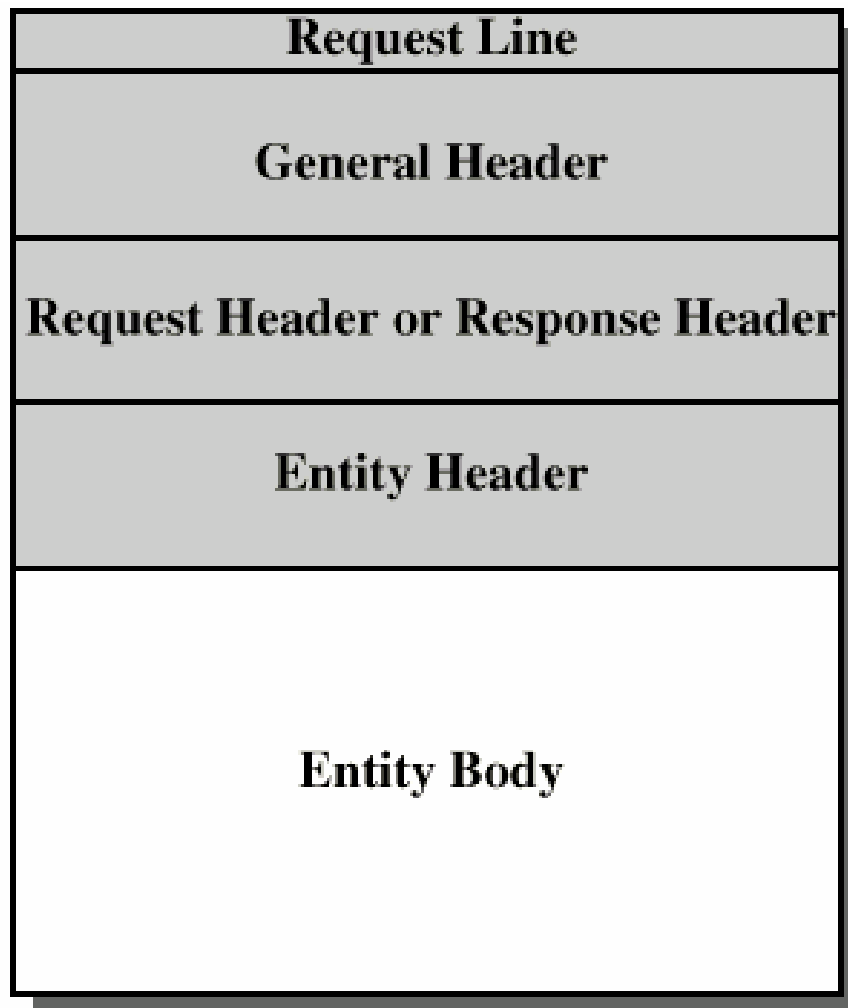 Request Line
General Header
Request Header or Response Header
Entity Header
Entity Body